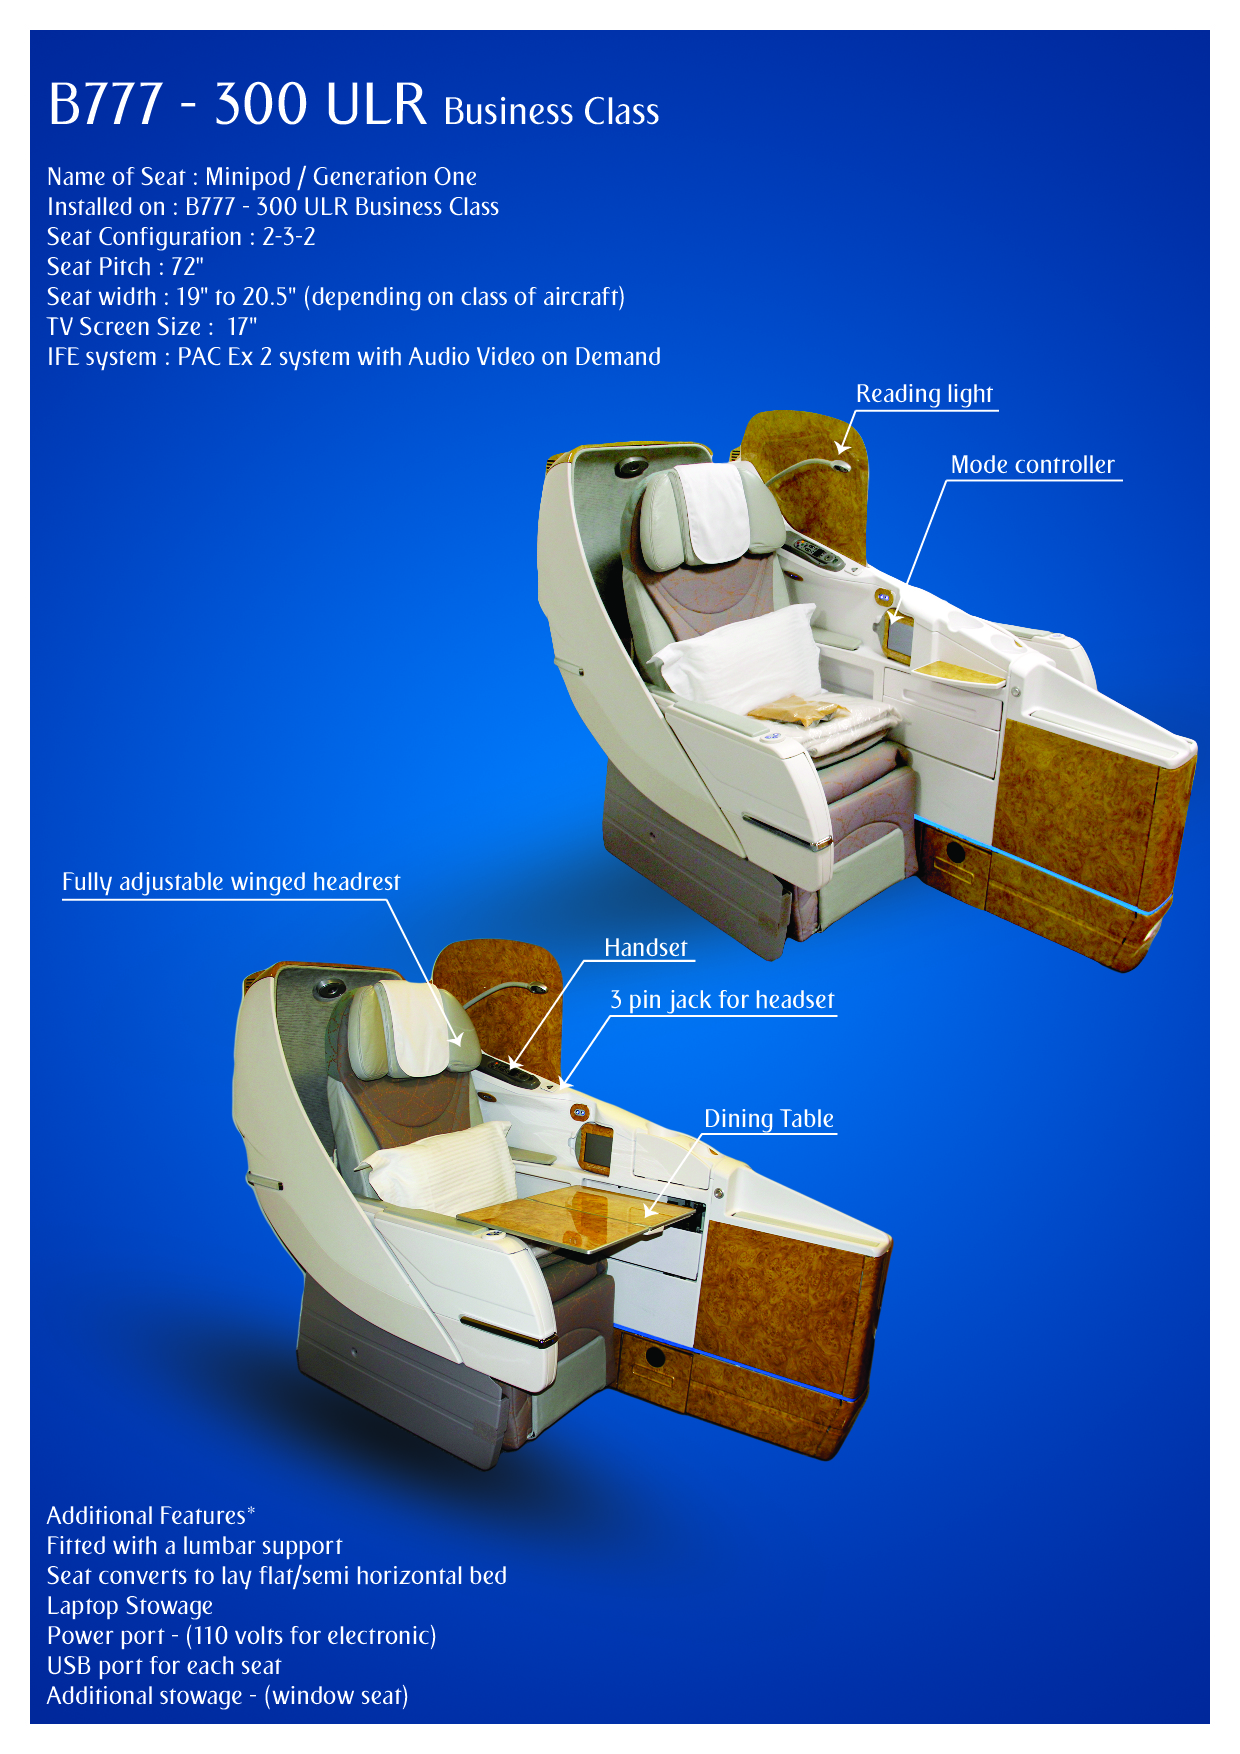 B777 - 300 ULR Business Class
Name of Seat : Minipod / Generation One
Installed on : B777 - 300 ULR Business Class
Seat Configuration : 2-3-2
Seat Pitch : 72"
Seat width : 19" to 20.5" (depending on class of aircraft)
TV Screen Size :  17"
IFE system : PAC Ex 2 system with Audio Video on Demand
Reading light
Mode controller
Fully adjustable winged headrest
Handset
3 pin jack for headset
Dining Table
Additional Features*
Fitted with a lumbar support
Seat converts to lay flat/semi horizontal bed
Laptop Stowage
Power port - (110 volts for electronic)
USB port for each seat
Additional stowage - (window seat)